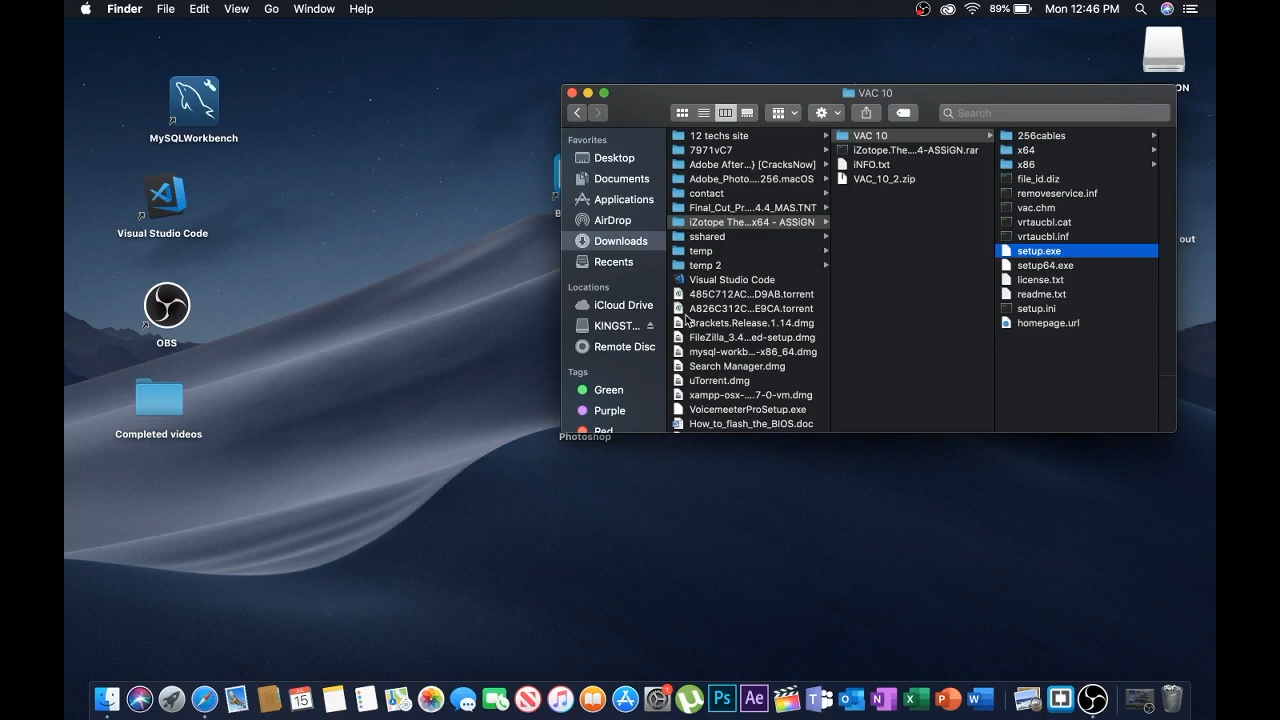 Finder File Edit View Go Window Help
89% Mon 12:46 PM
MySQLWorkbench
Visual Studio Code
OBS
Completed videos
ON
out
B
Photoshop
VAC 10
Search
Favorites
Desktop
Documents
Applications
AirDrop
Downloads
Recents
Locations
iCloud Drive
KINGST...
Remote Disc
Tags
Green
Purple
Red
12 techs site
7971vC7
Adobe After...} [CracksNow]
Adobe_Photo....256.macOS
contact
Final_Cut_Pr....4.4_MAS.TNT
iZotope The...x64 - ASSiGN
sshared
temp
temp 2
Visual Studio Code
485C712AC...D9AB.torrent
A826C312C...E9CA.torrent
Brackets.Release.1.14.dmg
FileZilla_3.4...ed-setup.dmg
mysql-workb...-x86_64.dmg
Search Manager.dmg
uTorrent.dmg
xampp-osx-....7-0-vm.dmg
VoicemeeterProSetup.exe
How_to_flash_the_BIOS.doc
VAC 10
iZotope.The....4-ASSiGN.rar
iNFO.txt
VAC_10_2.zip
256cables
x64
x86
file_id.diz
removeservice.inf
vac.chm
vrtaucbl.cat
vrtaucbl.inf
setup.exe
setup64.exe
license.txt
readme.txt
setup.ini
homepage.url
15
1
Ps
Ae